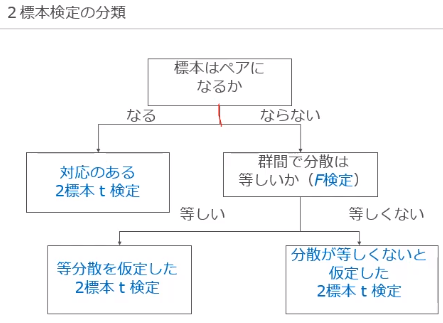 2標本検定の分類
標本はペアに
なるか
なる
ならない
対応のある
2標本 t 検定
群間で分散は
等しいか（F検定）
等しい
等しくない
等分散を仮定した
2標本 t 検定
分散が等しくないと
仮定した
2標本 t 検定